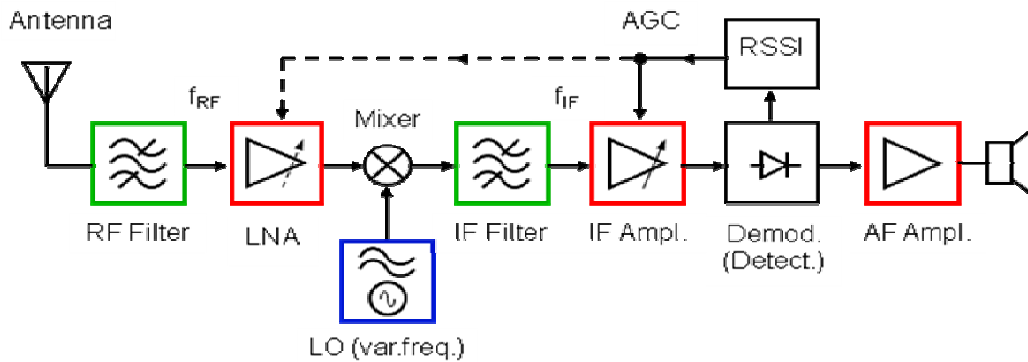 Antenna
AGC
RSSI
fRF
Mixer
fIF
RF Filter
LNA
IF Filter
IF Ampl.
Demod.
(Detect.)
AF Ampl.
LO (var.freq.)